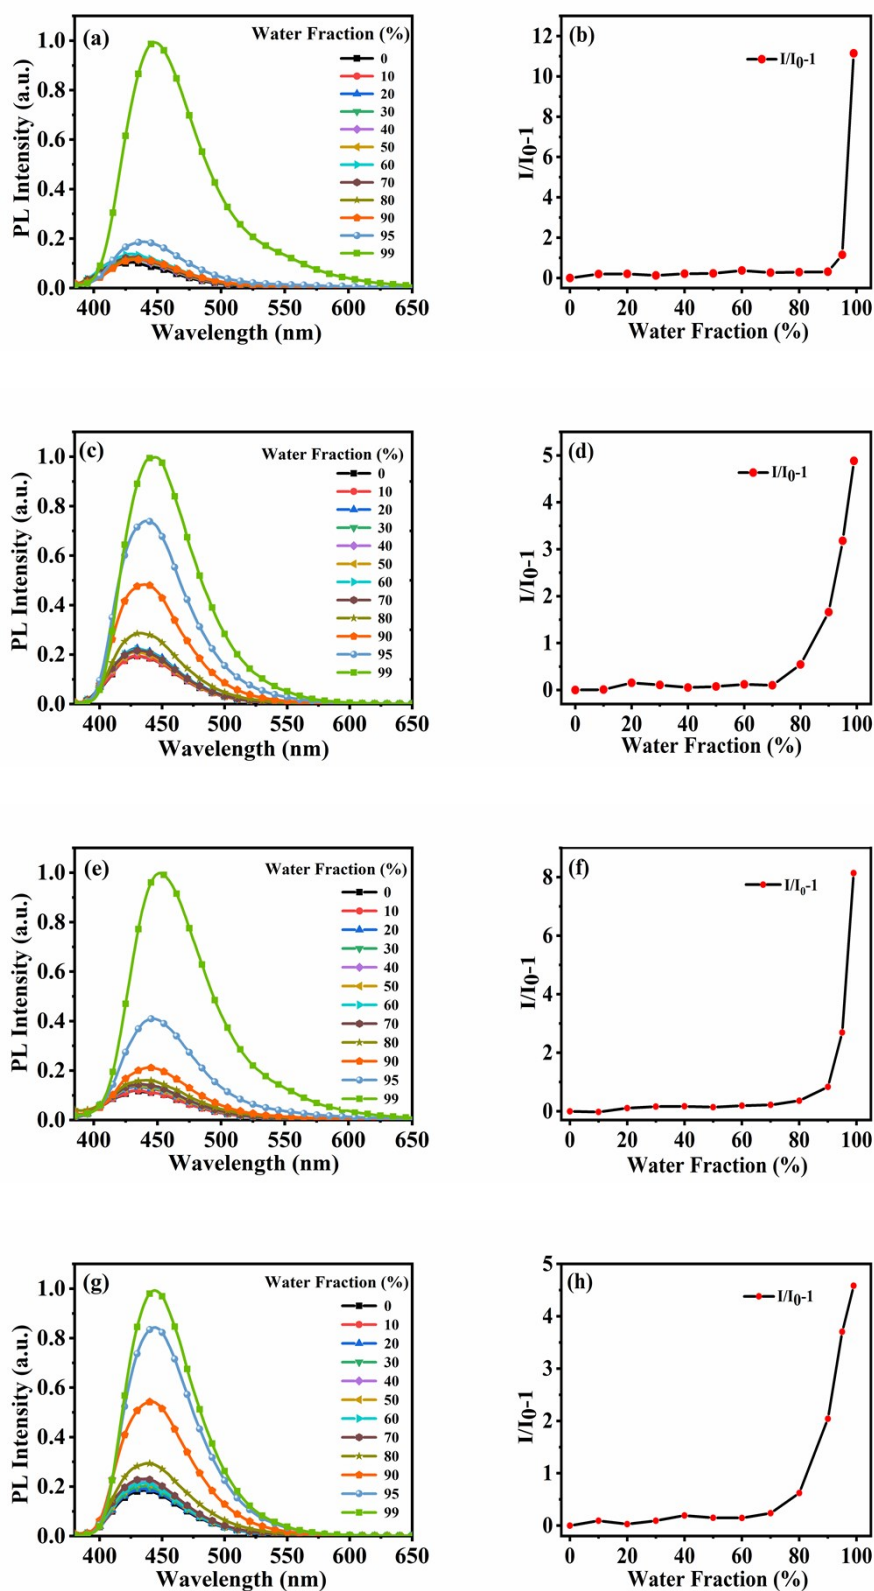 (a)
Water Fraction (%)
0
10
20
30
40
50
60
70
80
90
95
99
PL Intensity (a.u.)
1.0
0.8
0.6
0.4
0.2
0.0
400 450 500 550 600 650
Wavelength (nm)
(b)
I/I0-1
I/I0-1
12
10
8
6
4
2
0
0 20 40 60 80 100
Water Fraction (%)
(c)
Water Fraction (%)
0
10
20
30
40
50
60
70
80
90
95
99
PL Intensity (a.u.)
1.0
0.8
0.6
0.4
0.2
0.0
400 450 500 550 600 650
Wavelength (nm)
(d)
I/I0-1
I/I0-1
5
4
3
2
1
0
0 20 40 60 80 100
Water Fraction (%)
(e)
Water Fraction (%)
0
10
20
30
40
50
60
70
80
90
95
99
PL Intensity (a.u.)
1.0
0.8
0.6
0.4
0.2
0.0
400 450 500 550 600 650
Wavelength (nm)
(f)
I/I0-1
I/I0-1
8
6
4
2
0
0 20 40 60 80 100
Water Fraction (%)
(g)
Water Fraction (%)
0
10
20
30
40
50
60
70
80
90
95
99
PL Intensity (a.u.)
1.0
0.8
0.6
0.4
0.2
0.0
400 450 500 550 600 650
Wavelength (nm)
(h)
I/I0-1
I/I0-1
5
4
3
2
1
0
0 20 40 60 80 100
Water Fraction (%)